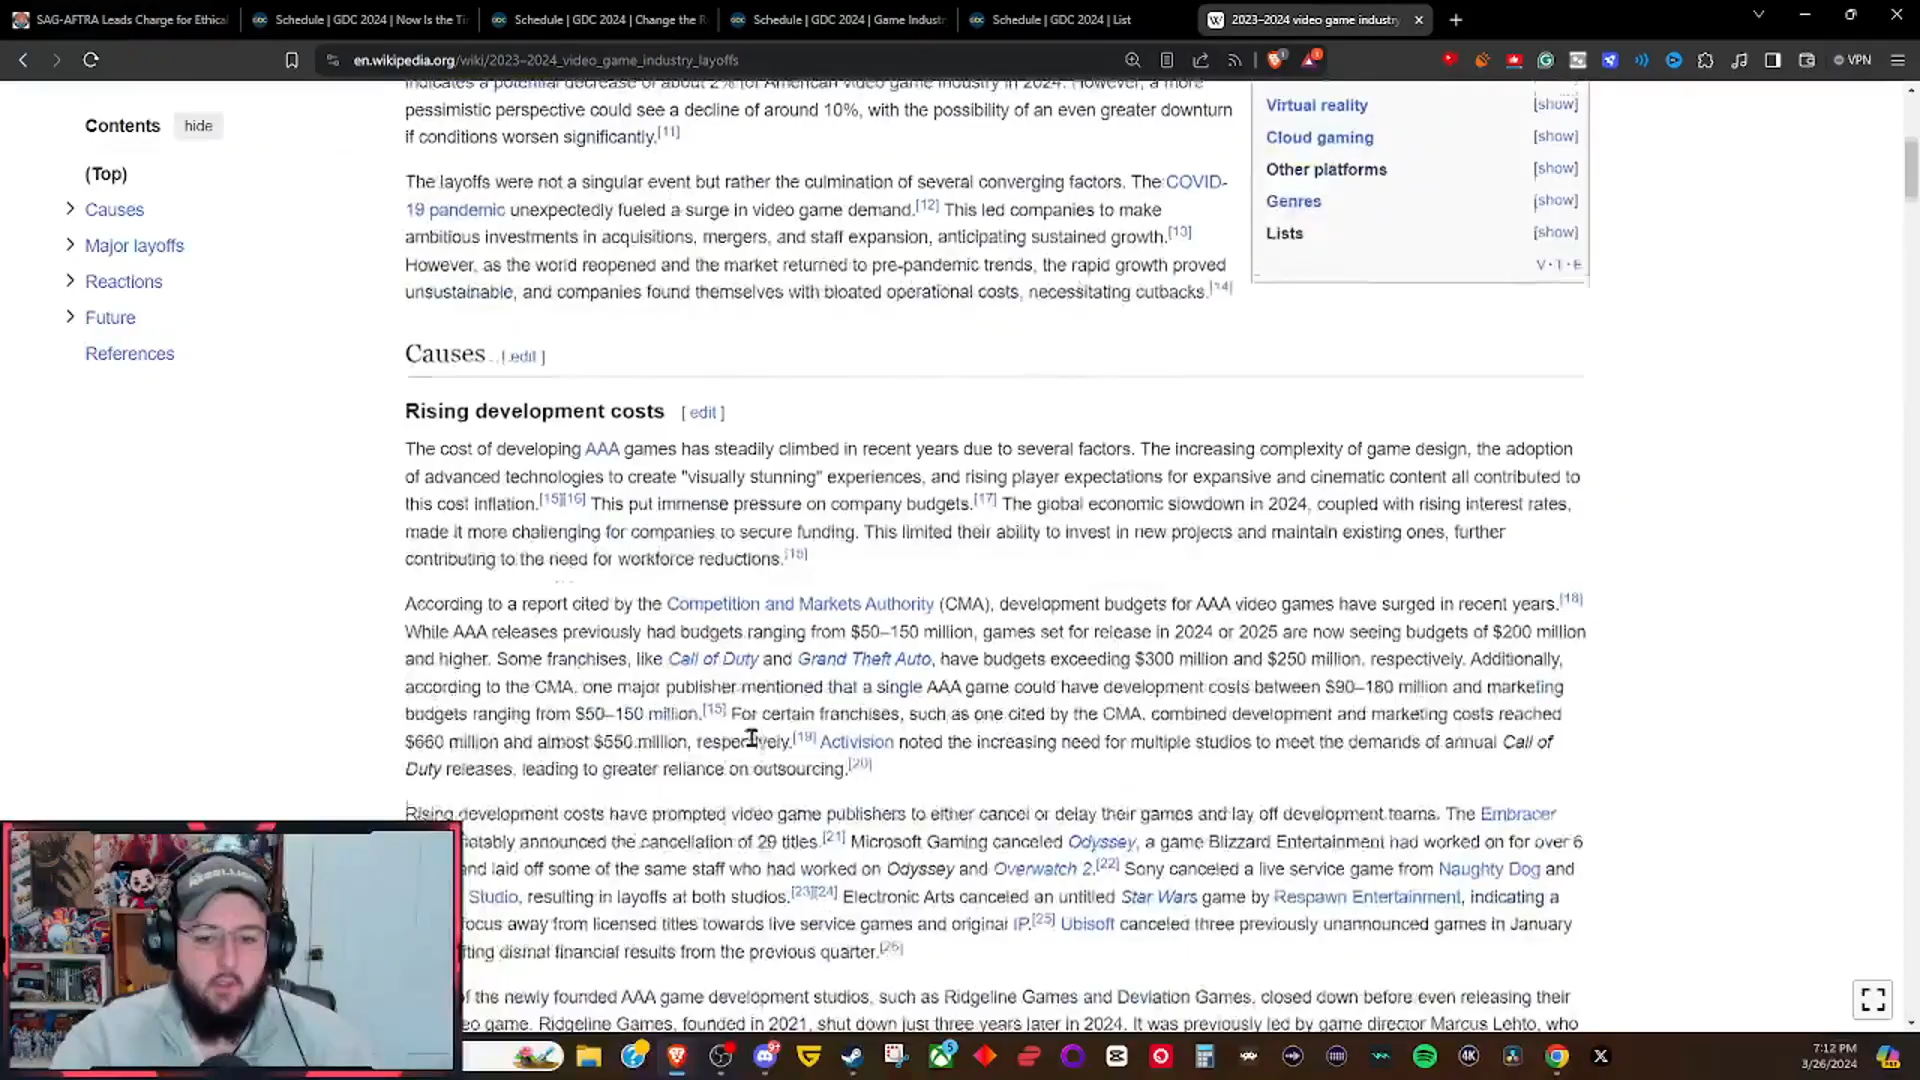 SAG-AFTRA Leads Charge for Ethical
Schedule | GDC 2024 | Now Is the Ti
Schedule | GDC 2024 | Change the R
Schedule | GDC 2024 | Game Indust
Schedule | GDC 2024 | List
2023–2024 video game industry
en.wikipedia.org/wiki/2023–2024_video_game_industry_layoffs
VPN
Contents
hide
(Top)
Causes
Major layoffs
Reactions
Future
References
indicates a potential decrease of about 2% for American video game industry in 2024. However, a more
pessimistic perspective could see a decline of around 10%, with the possibility of an even greater downturn
if conditions worsen significantly.[11]
The layoffs were not a singular event but rather the culmination of several converging factors. The COVID-
19 pandemic unexpectedly fueled a surge in video game demand.[12] This led companies to make
ambitious investments in acquisitions, mergers, and staff expansion, anticipating sustained growth.[13]
However, as the world reopened and the market returned to pre-pandemic trends, the rapid growth proved
unsustainable, and companies found themselves with bloated operational costs, necessitating cutbacks.[14]
Virtual reality [show]
Cloud gaming [show]
Other platforms [show]
Genres [show]
Lists [show]
V·T·E
Causes [ edit ]
Rising development costs [ edit ]
The cost of developing AAA games has steadily climbed in recent years due to several factors. The increasing complexity of game design, the adoption
of advanced technologies to create "visually stunning" experiences, and rising player expectations for expansive and cinematic content all contributed to
this cost inflation.[15][16] This put immense pressure on company budgets.[17] The global economic slowdown in 2024, coupled with rising interest rates,
made it more challenging for companies to secure funding. This limited their ability to invest in new projects and maintain existing ones, further
contributing to the need for workforce reductions.[15]
According to a report cited by the Competition and Markets Authority (CMA), development budgets for AAA video games have surged in recent years.[18]
While AAA releases previously had budgets ranging from $50–150 million, games set for release in 2024 or 2025 are now seeing budgets of $200 million
and higher. Some franchises, like Call of Duty and Grand Theft Auto, have budgets exceeding $300 million and $250 million, respectively. Additionally,
according to the CMA, one major publisher mentioned that a single AAA game could have development costs between $90–180 million and marketing
budgets ranging from $50–150 million.[15] For certain franchises, such as one cited by the CMA, combined development and marketing costs reached
$660 million and almost $550 million, respectively.[19] Activision noted the increasing need for multiple studios to meet the demands of annual Call of
Duty releases, leading to greater reliance on outsourcing.[20]
Rising development costs have prompted video game publishers to either cancel or delay their games and lay off development teams. The Embracer
tably announced the cancellation of 29 titles.[21] Microsoft Gaming canceled Odyssey, a game Blizzard Entertainment had worked on for over 6
nd laid off some of the same staff who had worked on Odyssey and Overwatch 2.[22] Sony canceled a live service game from Naughty Dog and
Studio, resulting in layoffs at both studios.[23][24] Electronic Arts canceled an untitled Star Wars game by Respawn Entertainment, indicating a
ocus away from licensed titles towards live service games and original IP.[25] Ubisoft canceled three previously unannounced games in January
ting dismal financial results from the previous quarter.[26]
of the newly founded AAA game development studios, such as Ridgeline Games and Deviation Games, closed down before even releasing their
eo game. Ridgeline Games, founded in 2021, shut down just three years later in 2024. It was previously led by game director Marcus Lehto, who
7:12 PM
3/26/2024